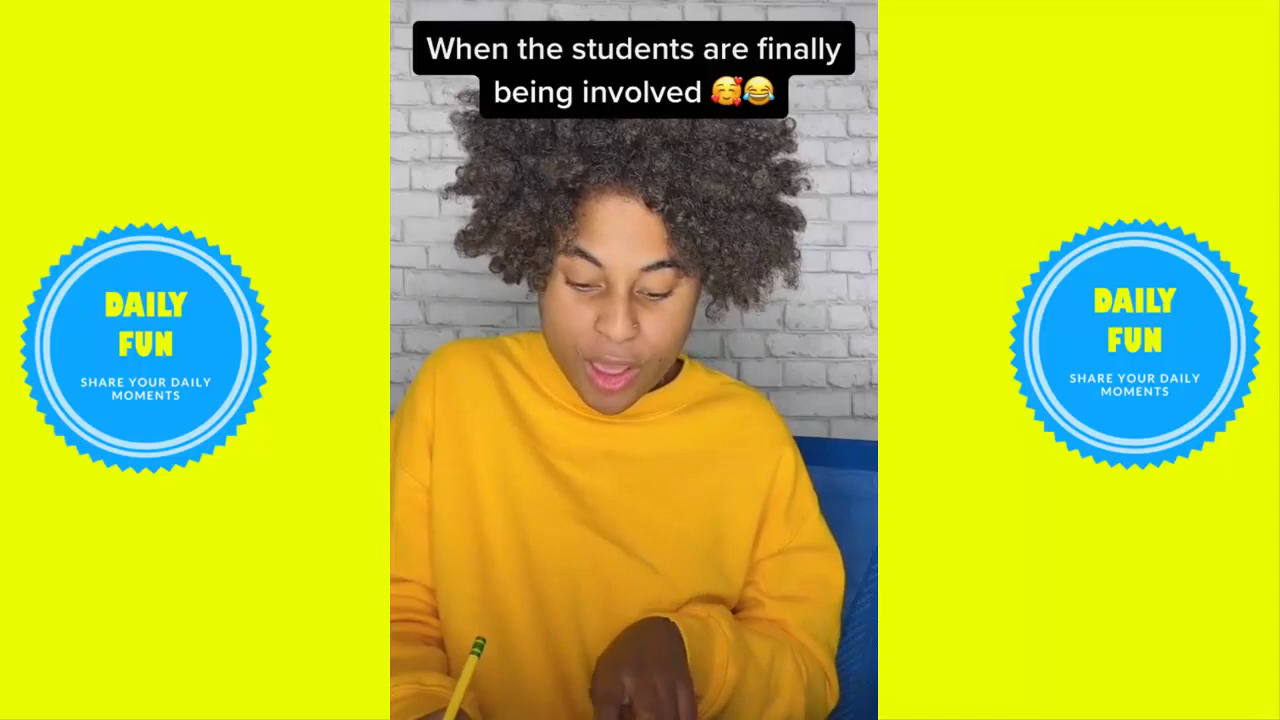 When the students are finally
being involved 🥰😂
DAILY
FUN
SHARE YOUR DAILY
MOMENTS
DAILY
FUN
SHARE YOUR DAILY
MOMENTS